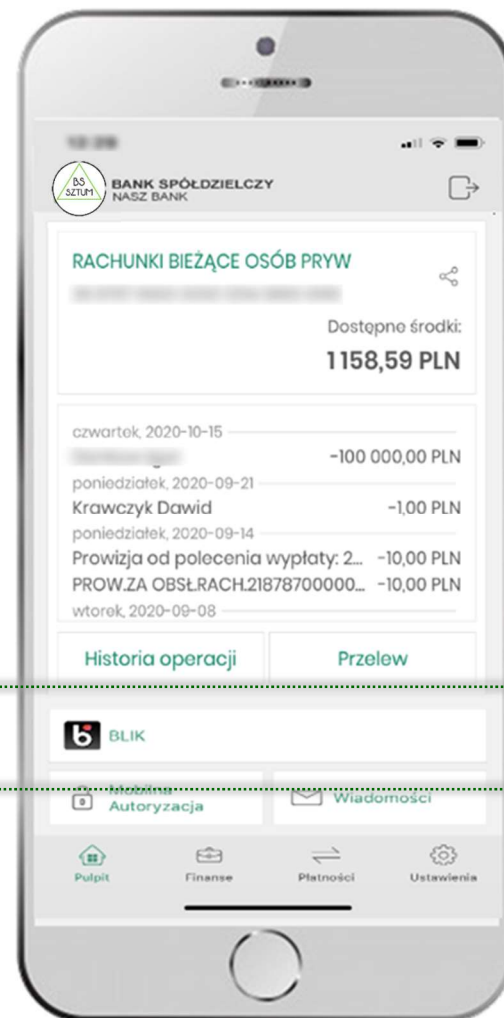 BS
SZTUM
BANK SPÓŁDZIELCZY
NASZ BANK
RACHUNKI BIEŻĄCE OSÓB PRYW
Dostępne środki:
1 158,59 PLN
czwartek, 2020-10-15
-100 000,00 PLN
poniedziałek, 2020-09-21
Krawczyk Dawid -1,00 PLN
poniedziałek, 2020-09-14
Prowizja od polecenia wypłaty: 2... -10,00 PLN
PROW.ZA OBSŁ.RACH.21878700000... -10,00 PLN
wtorek, 2020-09-08
Historia operacji Przelew
BLIK
Mobilna Autoryzacja Wiadomości
Pulpit Finanse Płatności Ustawienia